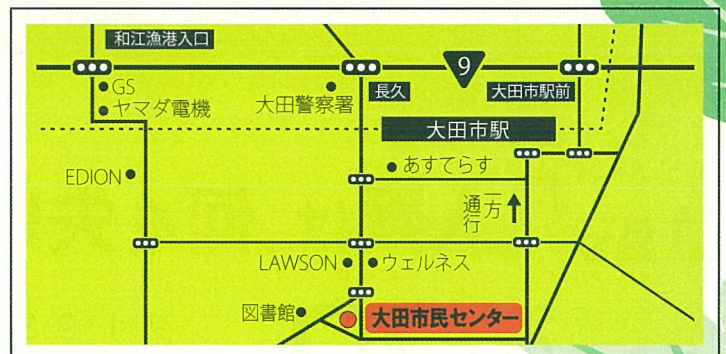 和江漁港入口
9
GS
ヤマダ電機
大田警察署
長久
大田市駅前
大田市駅
あすてらす
EDION
一方
通行
LAWSON
ウェルネス
図書館
大田市民センター